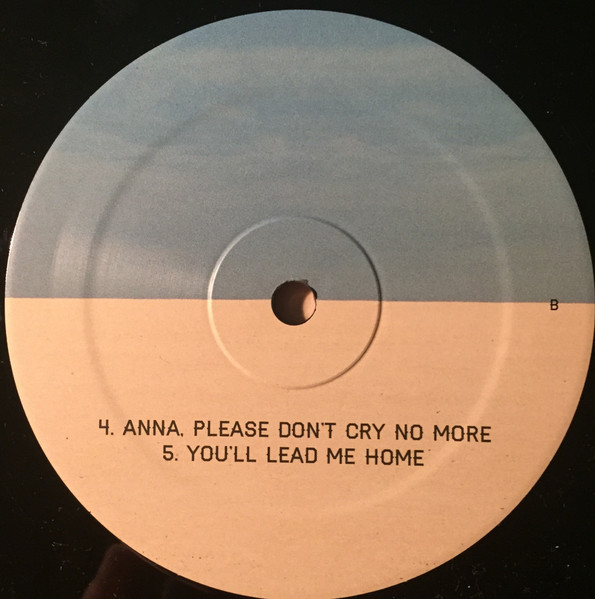 B
4. ANNA, PLEASE DON'T CRY NO MORE
5. YOU'LL LEAD ME HOME